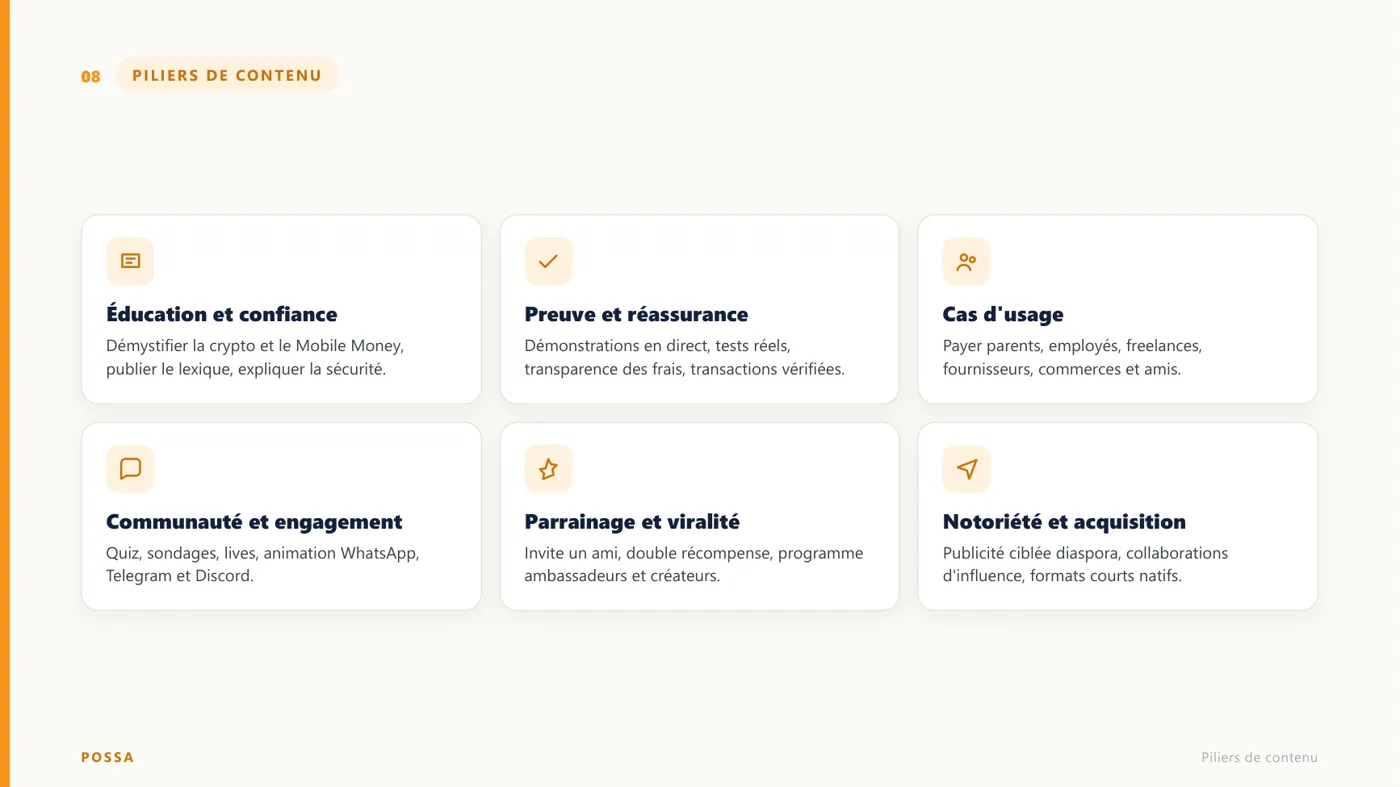 08
PILIERS DE CONTENU
Éducation et confiance
Démystifier la crypto et le Mobile Money,
publier le lexique, expliquer la sécurité.
Preuve et réassurance
Démonstrations en direct, tests réels,
transparence des frais, transactions vérifiées.
Cas d'usage
Payer parents, employés, freelances,
fournisseurs, commerces et amis.
Communauté et engagement
Quiz, sondages, lives, animation WhatsApp,
Telegram et Discord.
Parrainage et viralité
Invite un ami, double récompense, programme
ambassadeurs et créateurs.
Notoriété et acquisition
Publicité ciblée diaspora, collaborations
d'influence, formats courts natifs.
POSSA
Piliers de contenu